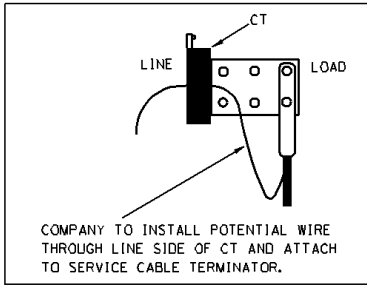 CT
LINE
LOAD
COMPANY TO INSTALL POTENTIAL WIRE
THROUGH LINE SIDE OF CT AND ATTACH
TO SERVICE CABLE TERMINATOR.